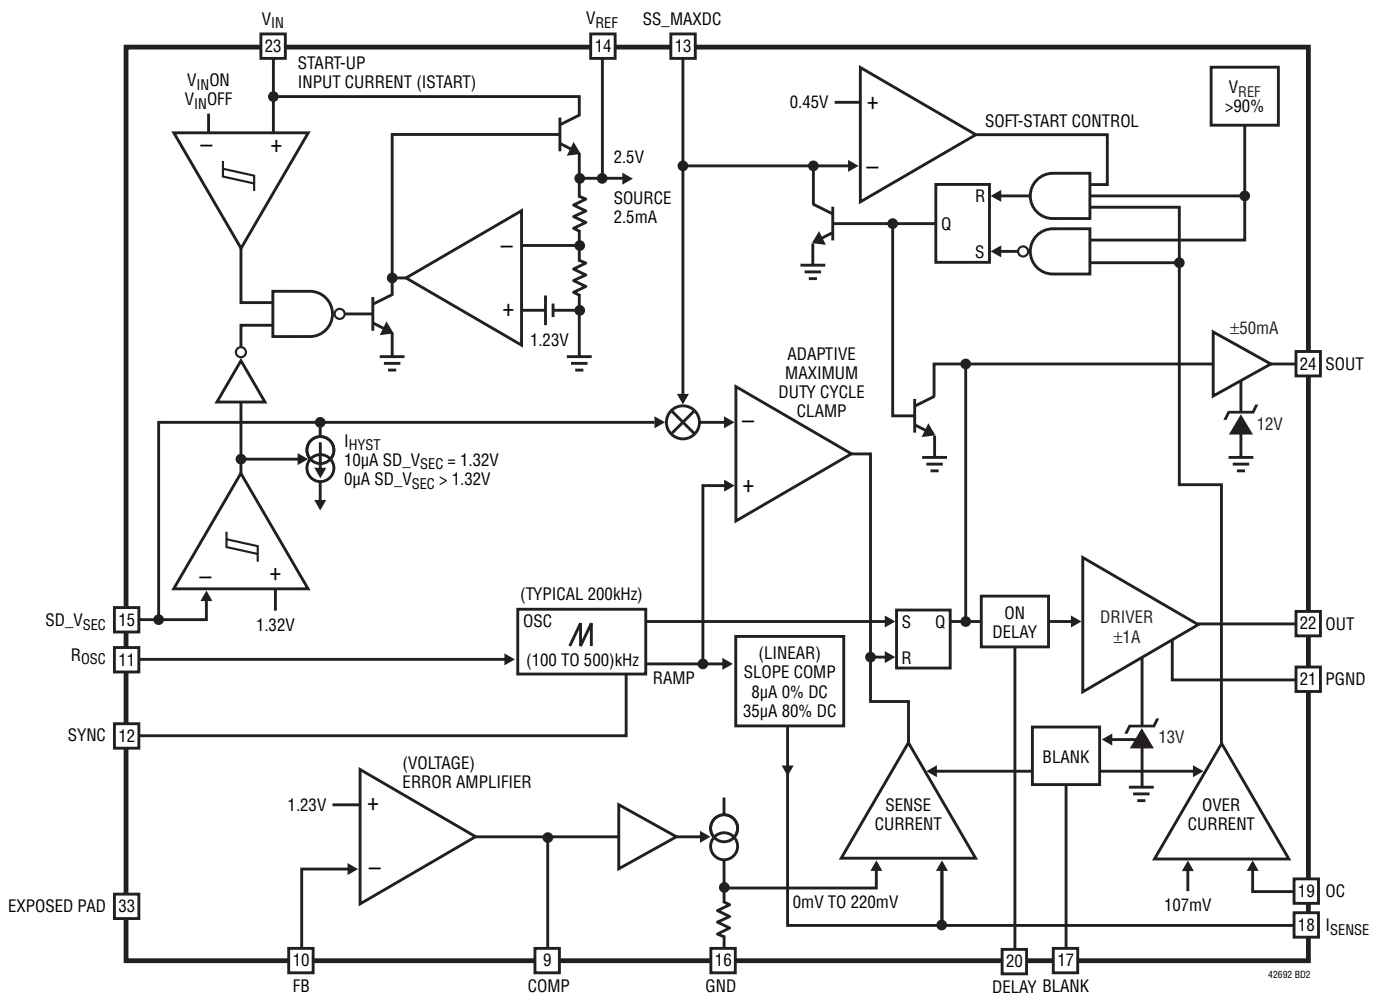 VIN
23
VREF
14
SS_MAXDC
13
START-UP
INPUT CURRENT (ISTART)
VINON
VINOFF
–
+
2.5V
SOURCE
2.5mA
–
+
1.23V
0.45V
+
–
SOFT-START CONTROL
VREF
>90%
R
Q
S
±50mA
24
SOUT
12V
ADAPTIVE
MAXIMUM
DUTY CYCLE
CLAMP
–
+
IHYST
10µA SD_VSEC = 1.32V
0µA SD_VSEC > 1.32V
–
+
1.32V
SD_VSEC
15
ROSC
11
SYNC
12
(TYPICAL 200kHz)
OSC
(100 TO 500)kHz
RAMP
(LINEAR)
SLOPE COMP
8µA 0% DC
35µA 80% DC
S
Q
R
ON
DELAY
DRIVER
±1A
22
OUT
21
PGND
13V
BLANK
SENSE
CURRENT
OVER
CURRENT
107mV
19
OC
18
ISENSE
(VOLTAGE)
ERROR AMPLIFIER
1.23V
+
–
0mV TO 220mV
EXPOSED PAD
33
10
FB
9
COMP
16
GND
20
DELAY
17
BLANK
42692 BD2